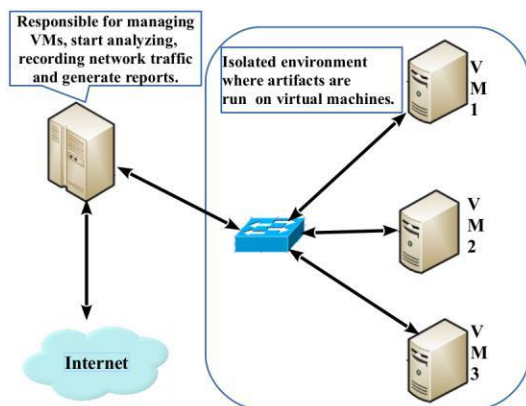 Responsible for managing
VMs, start analyzing,
recording network traffic
and generate reports.
Isolated environment
where artifacts are
run on virtual machines.
V
M
1
V
M
2
V
M
3
Internet